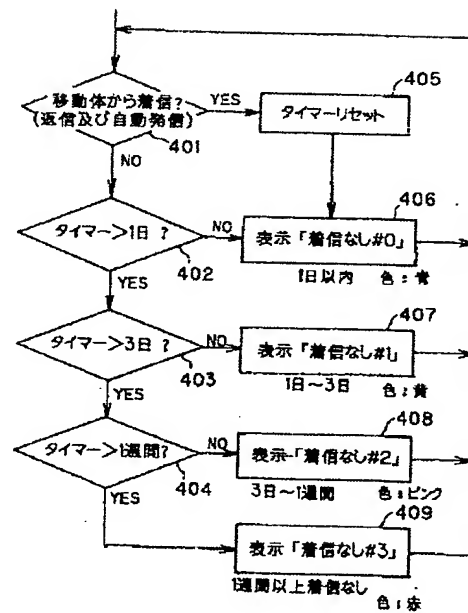 移動体から着信?
(返信及び自動発信)
401
YES
405
タイマーリセット
NO
タイマー>1日?
402
NO
406
表示「着信なし#0」
1日以内 色:青
YES
タイマー>3日?
403
NO
407
表示「着信なし#1」
1日~3日 色:黄
YES
タイマー>1週間?
404
NO
408
表示「着信なし#2」
3日~1週間 色:ピンク
YES
409
表示「着信なし#3」
1週間以上着信なし
色:赤